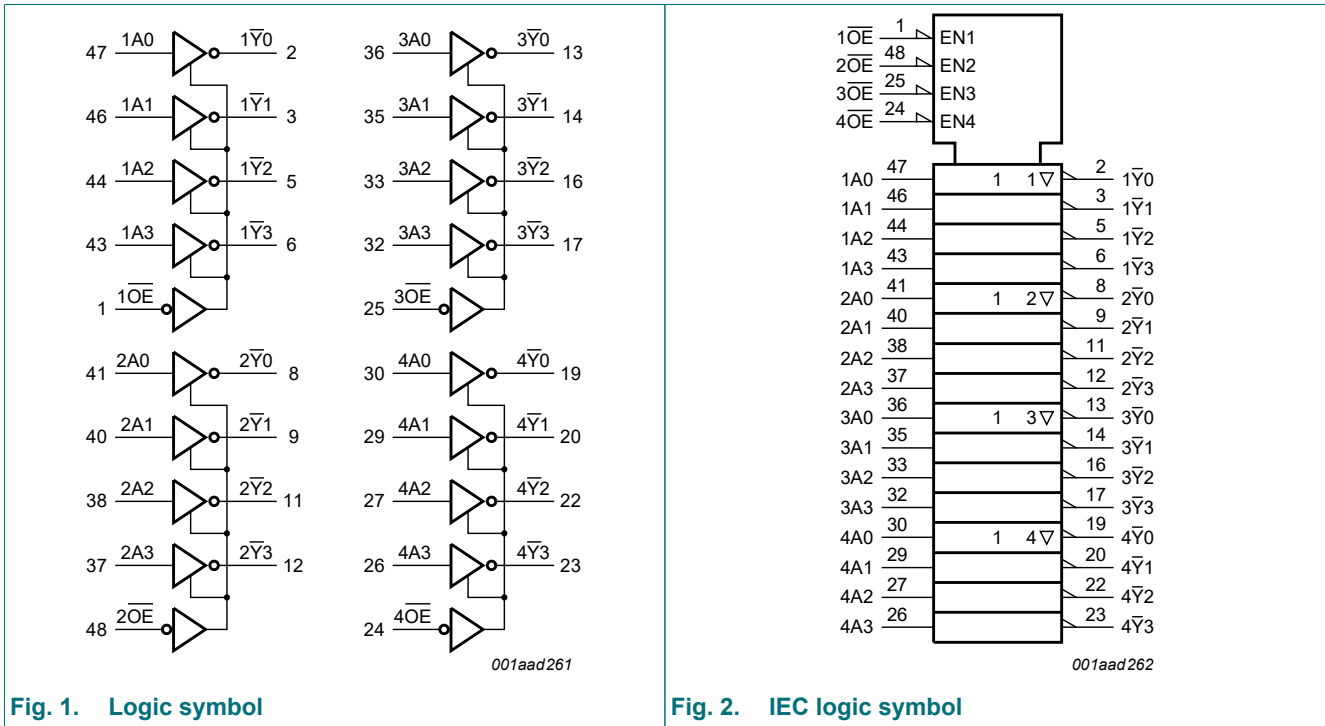 47 1A0 1Y̅0 2
46 1A1 1Y̅1 3
44 1A2 1Y̅2 5
43 1A3 1Y̅3 6
1 1O̅E̅
41 2A0 2Y̅0 8
40 2A1 2Y̅1 9
38 2A2 2Y̅2 11
37 2A3 2Y̅3 12
48 2O̅E̅
36 3A0 3Y̅0 13
35 3A1 3Y̅1 14
33 3A2 3Y̅2 16
32 3A3 3Y̅3 17
25 3O̅E̅
30 4A0 4Y̅0 19
29 4A1 4Y̅1 20
27 4A2 4Y̅2 22
26 4A3 4Y̅3 23
24 4O̅E̅
001aad261
Fig. 1. Logic symbol
1O̅E̅ 1 EN1
2O̅E̅ 48 EN2
3O̅E̅ 25 EN3
4O̅E̅ 24 EN4
1A0 47 1 1▽ 2 1Y̅0
1A1 46 3 1Y̅1
1A2 44 5 1Y̅2
1A3 43 6 1Y̅3
2A0 41 1 2▽ 8 2Y̅0
2A1 40 9 2Y̅1
2A2 38 11 2Y̅2
2A3 37 12 2Y̅3
3A0 36 1 3▽ 13 3Y̅0
3A1 35 14 3Y̅1
3A2 33 16 3Y̅2
3A3 32 17 3Y̅3
4A0 30 1 4▽ 19 4Y̅0
4A1 29 20 4Y̅1
4A2 27 22 4Y̅2
4A3 26 23 4Y̅3
001aad262
Fig. 2. IEC logic symbol